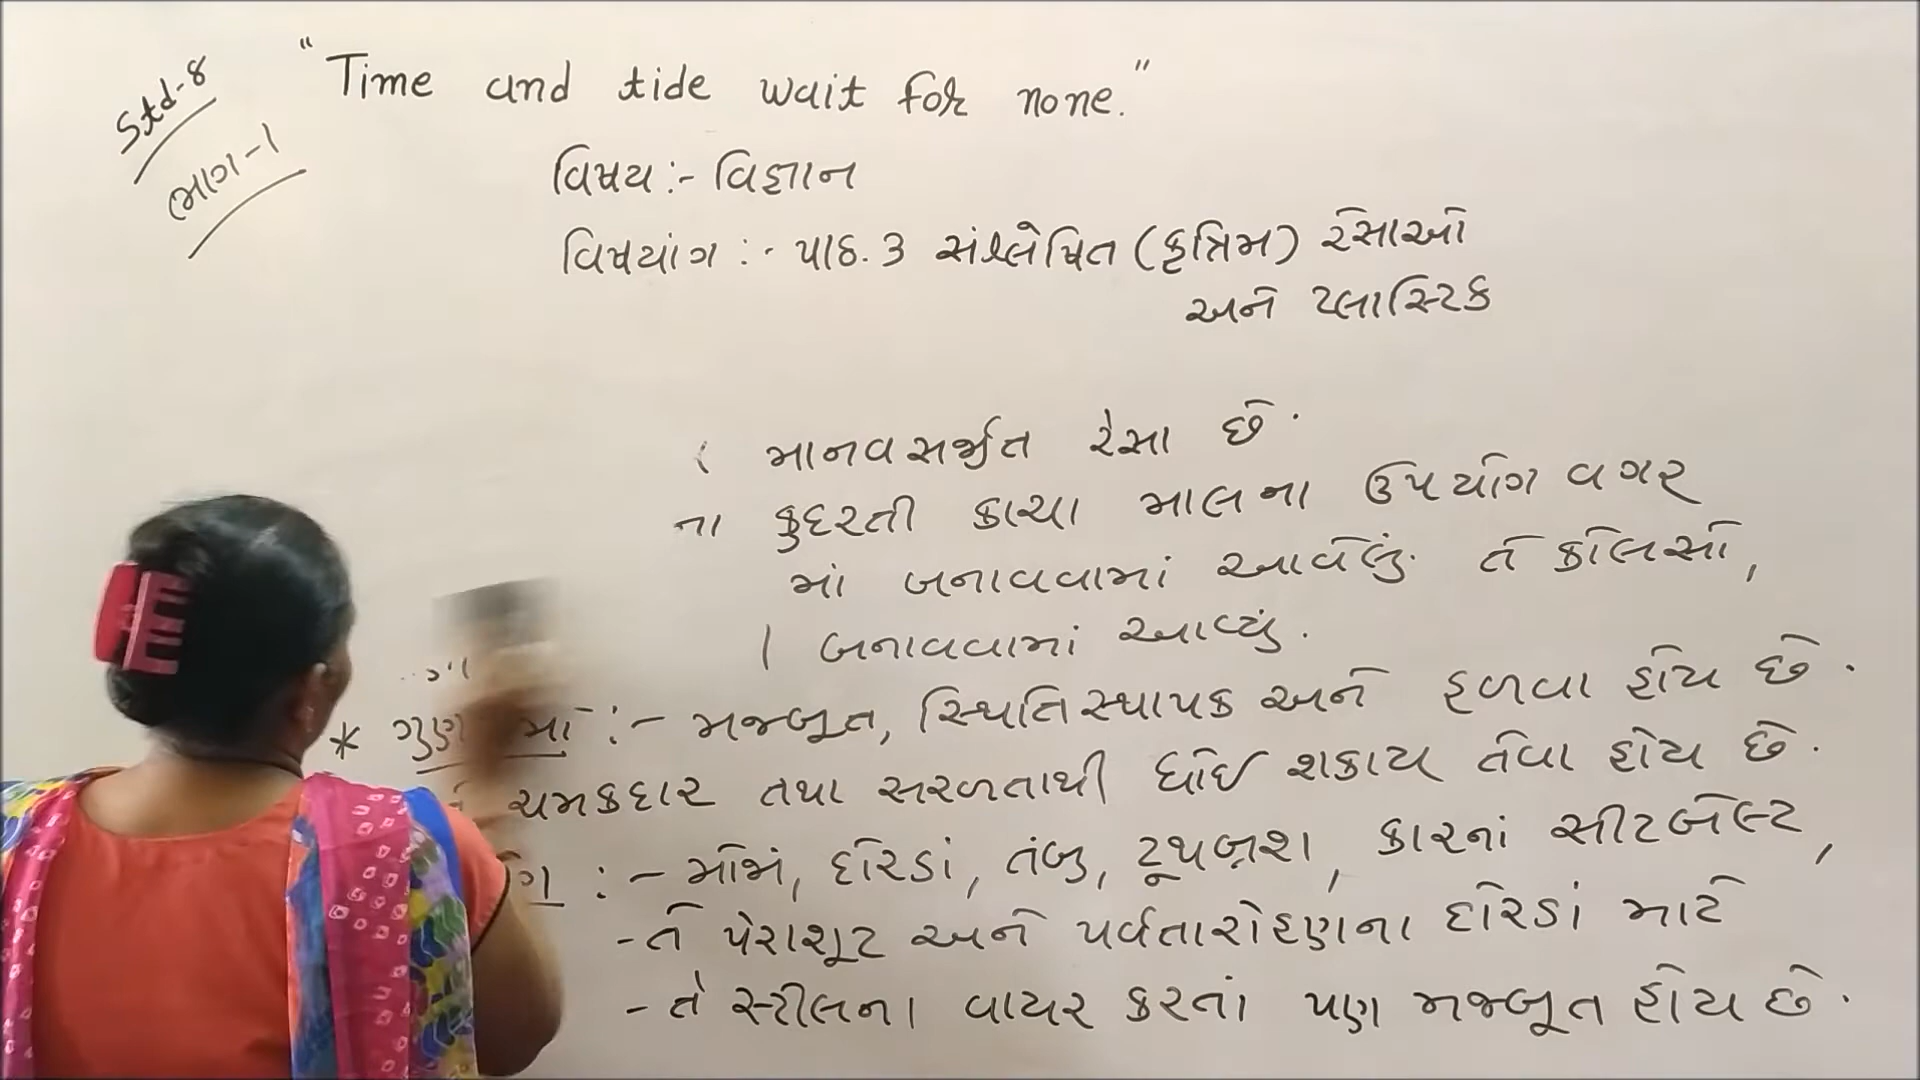 Std-8
ભાગ-૧
"Time and tide wait for none."
વિષય :- વિજ્ઞાન
વિષયાંગ :- પાઠ. 3 સંશ્લેષિત (કૃત્રિમ) રેસાઓ
અને પ્લાસ્ટિક
માનવસર્જીત રેસા છે.
ના કુદરતી કાચા માલના ઉપયોગ વગર
માં બનાવવામાં આવેલું. તે કોલસો,
બનાવવામાં આવ્યું.
* ગુણ :- મજબૂત, સ્થિતિસ્થાપક અને હળવા હોય છે.
ચમકદાર તથા સરળતાથી ધોઈ શકાય તેવા હોય છે.
:- મોજાં, દોરડાં, તંબુ, ટૂથબ્રશ, કારનાં સીટબેલ્ટ,
- તે પેરાશૂટ અને પર્વતારોહણના દોરડાં માટે
- તે સ્ટીલના વાયર કરતાં પણ મજબૂત હોય છે.